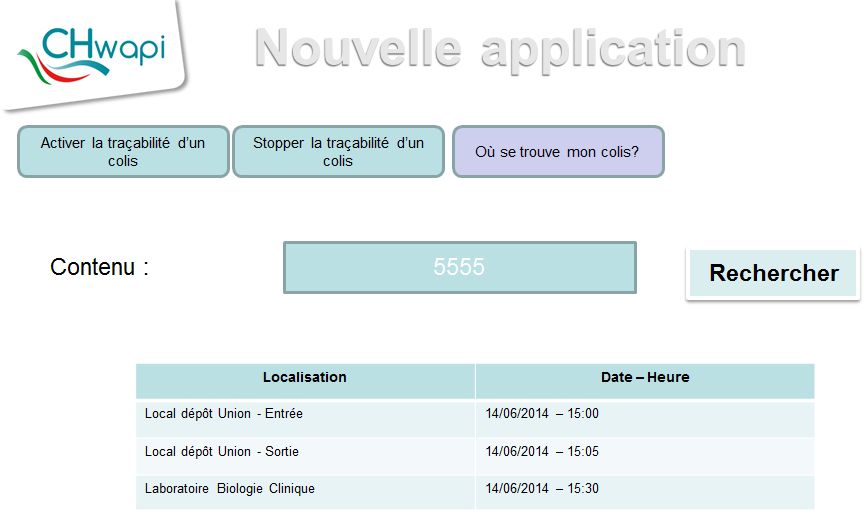 CHwapi
Nouvelle application
Activer la traçabilité d'un
colis
Stopper la traçabilité d'un
colis
Où se trouve mon colis?
Contenu :
5555
Rechercher
Localisation
Date – Heure
Local dépôt Union - Entrée
14/06/2014 – 15:00
Local dépôt Union - Sortie
14/06/2014 – 15:05
Laboratoire Biologie Clinique
14/06/2014 – 15:30